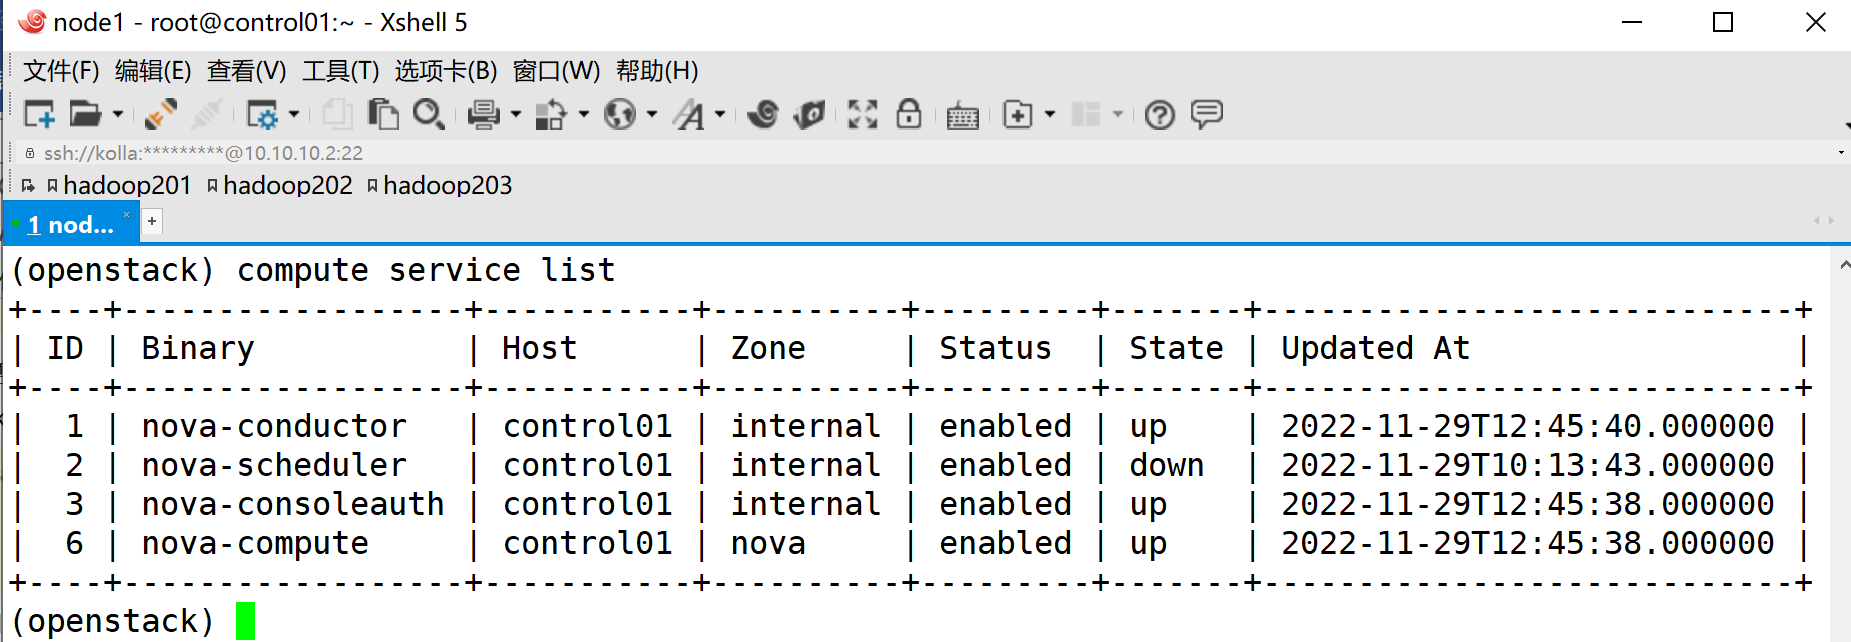 node1 - root@control01:~ - Xshell 5
文件(F) 编辑(E) 查看(V) 工具(T) 选项卡(B) 窗口(W) 帮助(H)
ssh://kolla:*********@10.10.10.2:22
hadoop201 hadoop202 hadoop203
1 nod... × +
(openstack) compute service list
+----+------------------+-----------+----------+---------+-------+----------------------------+
| ID | Binary           | Host      | Zone     | Status  | State | Updated At                 |
+----+------------------+-----------+----------+---------+-------+----------------------------+
|  1 | nova-conductor   | control01 | internal | enabled | up    | 2022-11-29T12:45:40.000000 |
|  2 | nova-scheduler   | control01 | internal | enabled | down  | 2022-11-29T10:13:43.000000 |
|  3 | nova-consoleauth | control01 | internal | enabled | up    | 2022-11-29T12:45:38.000000 |
|  6 | nova-compute     | control01 | nova     | enabled | up    | 2022-11-29T12:45:38.000000 |
+----+------------------+-----------+----------+---------+-------+----------------------------+
(openstack)